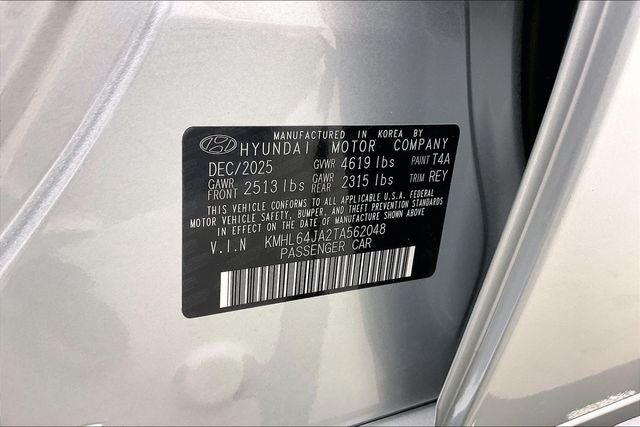 MANUFACTURED IN KOREA BY
HYUNDAI MOTOR COMPANY
DEC/2025 GVWR 4619 lbs PAINT T4A
GAWR FRONT 2513 lbs GAWR REAR 2315 lbs TRIM REY
THIS VEHICLE CONFORMS TO ALL APPLICABLE U.S.A. FEDERAL
MOTOR VEHICLE SAFETY, BUMPER, AND THEFT PREVENTION STANDARDS
IN EFFECT ON THE DATE OF MANUFACTURE SHOWN ABOVE.
V.I.N KMHL64JA2TA562048
PASSENGER CAR